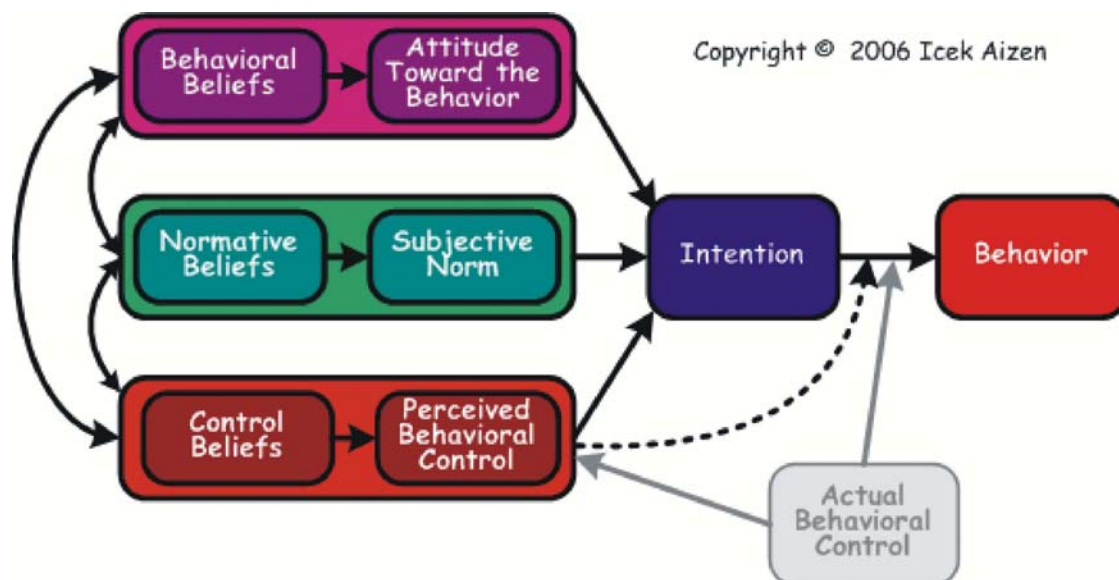 Behavioral
Beliefs
Attitude
Toward the
Behavior
Copyright © 2006 Icek Aizen
Normative
Beliefs
Subjective
Norm
Intention
Behavior
Control
Beliefs
Perceived
Behavioral
Control
Actual
Behavioral
Control